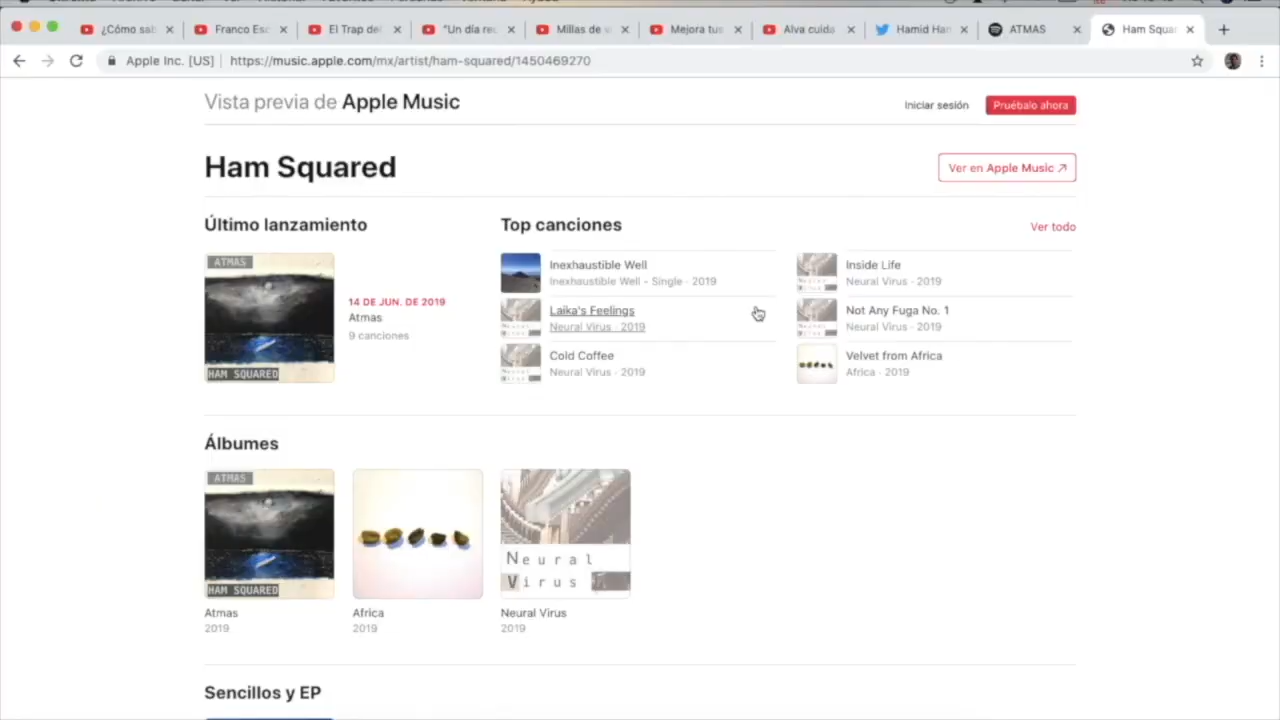 ¿Cómo sab
Franco Esc
El Trap de
"Un día reu
Millas de
Mejora tus
Alva cuida
Hamid Han
ATMAS
Ham Squar
Apple Inc. [US]
https://music.apple.com/mx/artist/ham-squared/1450469270
Vista previa de Apple Music
Iniciar sesión
Pruébalo ahora
Ham Squared
Ver en Apple Music ↗
Último lanzamiento
ATMAS
HAM SQUARED
14 DE JUN. DE 2019
Atmas
9 canciones
Top canciones
Ver todo
Inexhaustible Well
Inexhaustible Well - Single · 2019
Laika's Feelings
Neural Virus · 2019
Cold Coffee
Neural Virus · 2019
Inside Life
Neural Virus · 2019
Not Any Fuga No. 1
Neural Virus · 2019
Velvet from Africa
Africa · 2019
Álbumes
ATMAS
HAM SQUARED
Atmas
2019
Africa
2019
Neural
Virus
Neural Virus
2019
Sencillos y EP